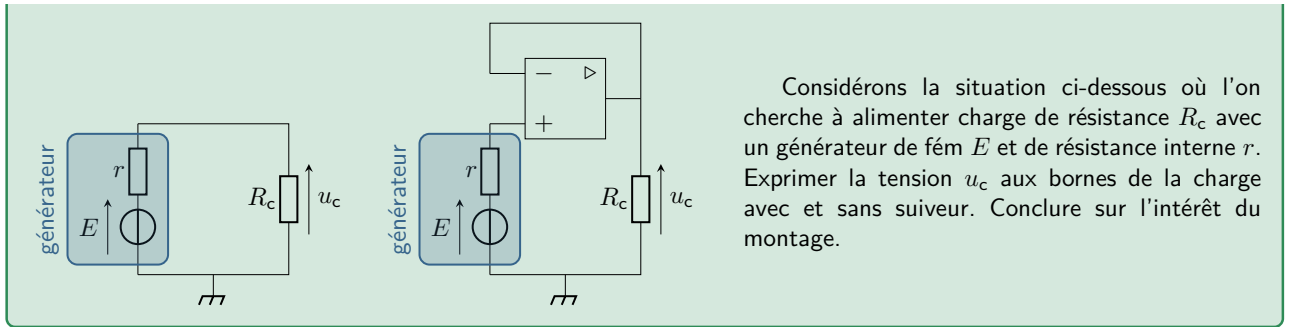 générateur
r
E
R_c
u_c
générateur
r
E
−
+
R_c
u_c
Considérons la situation ci-dessous où l'on
cherche à alimenter charge de résistance R_c avec
un générateur de fém E et de résistance interne r.
Exprimer la tension u_c aux bornes de la charge
avec et sans suiveur. Conclure sur l'intérêt du
montage.